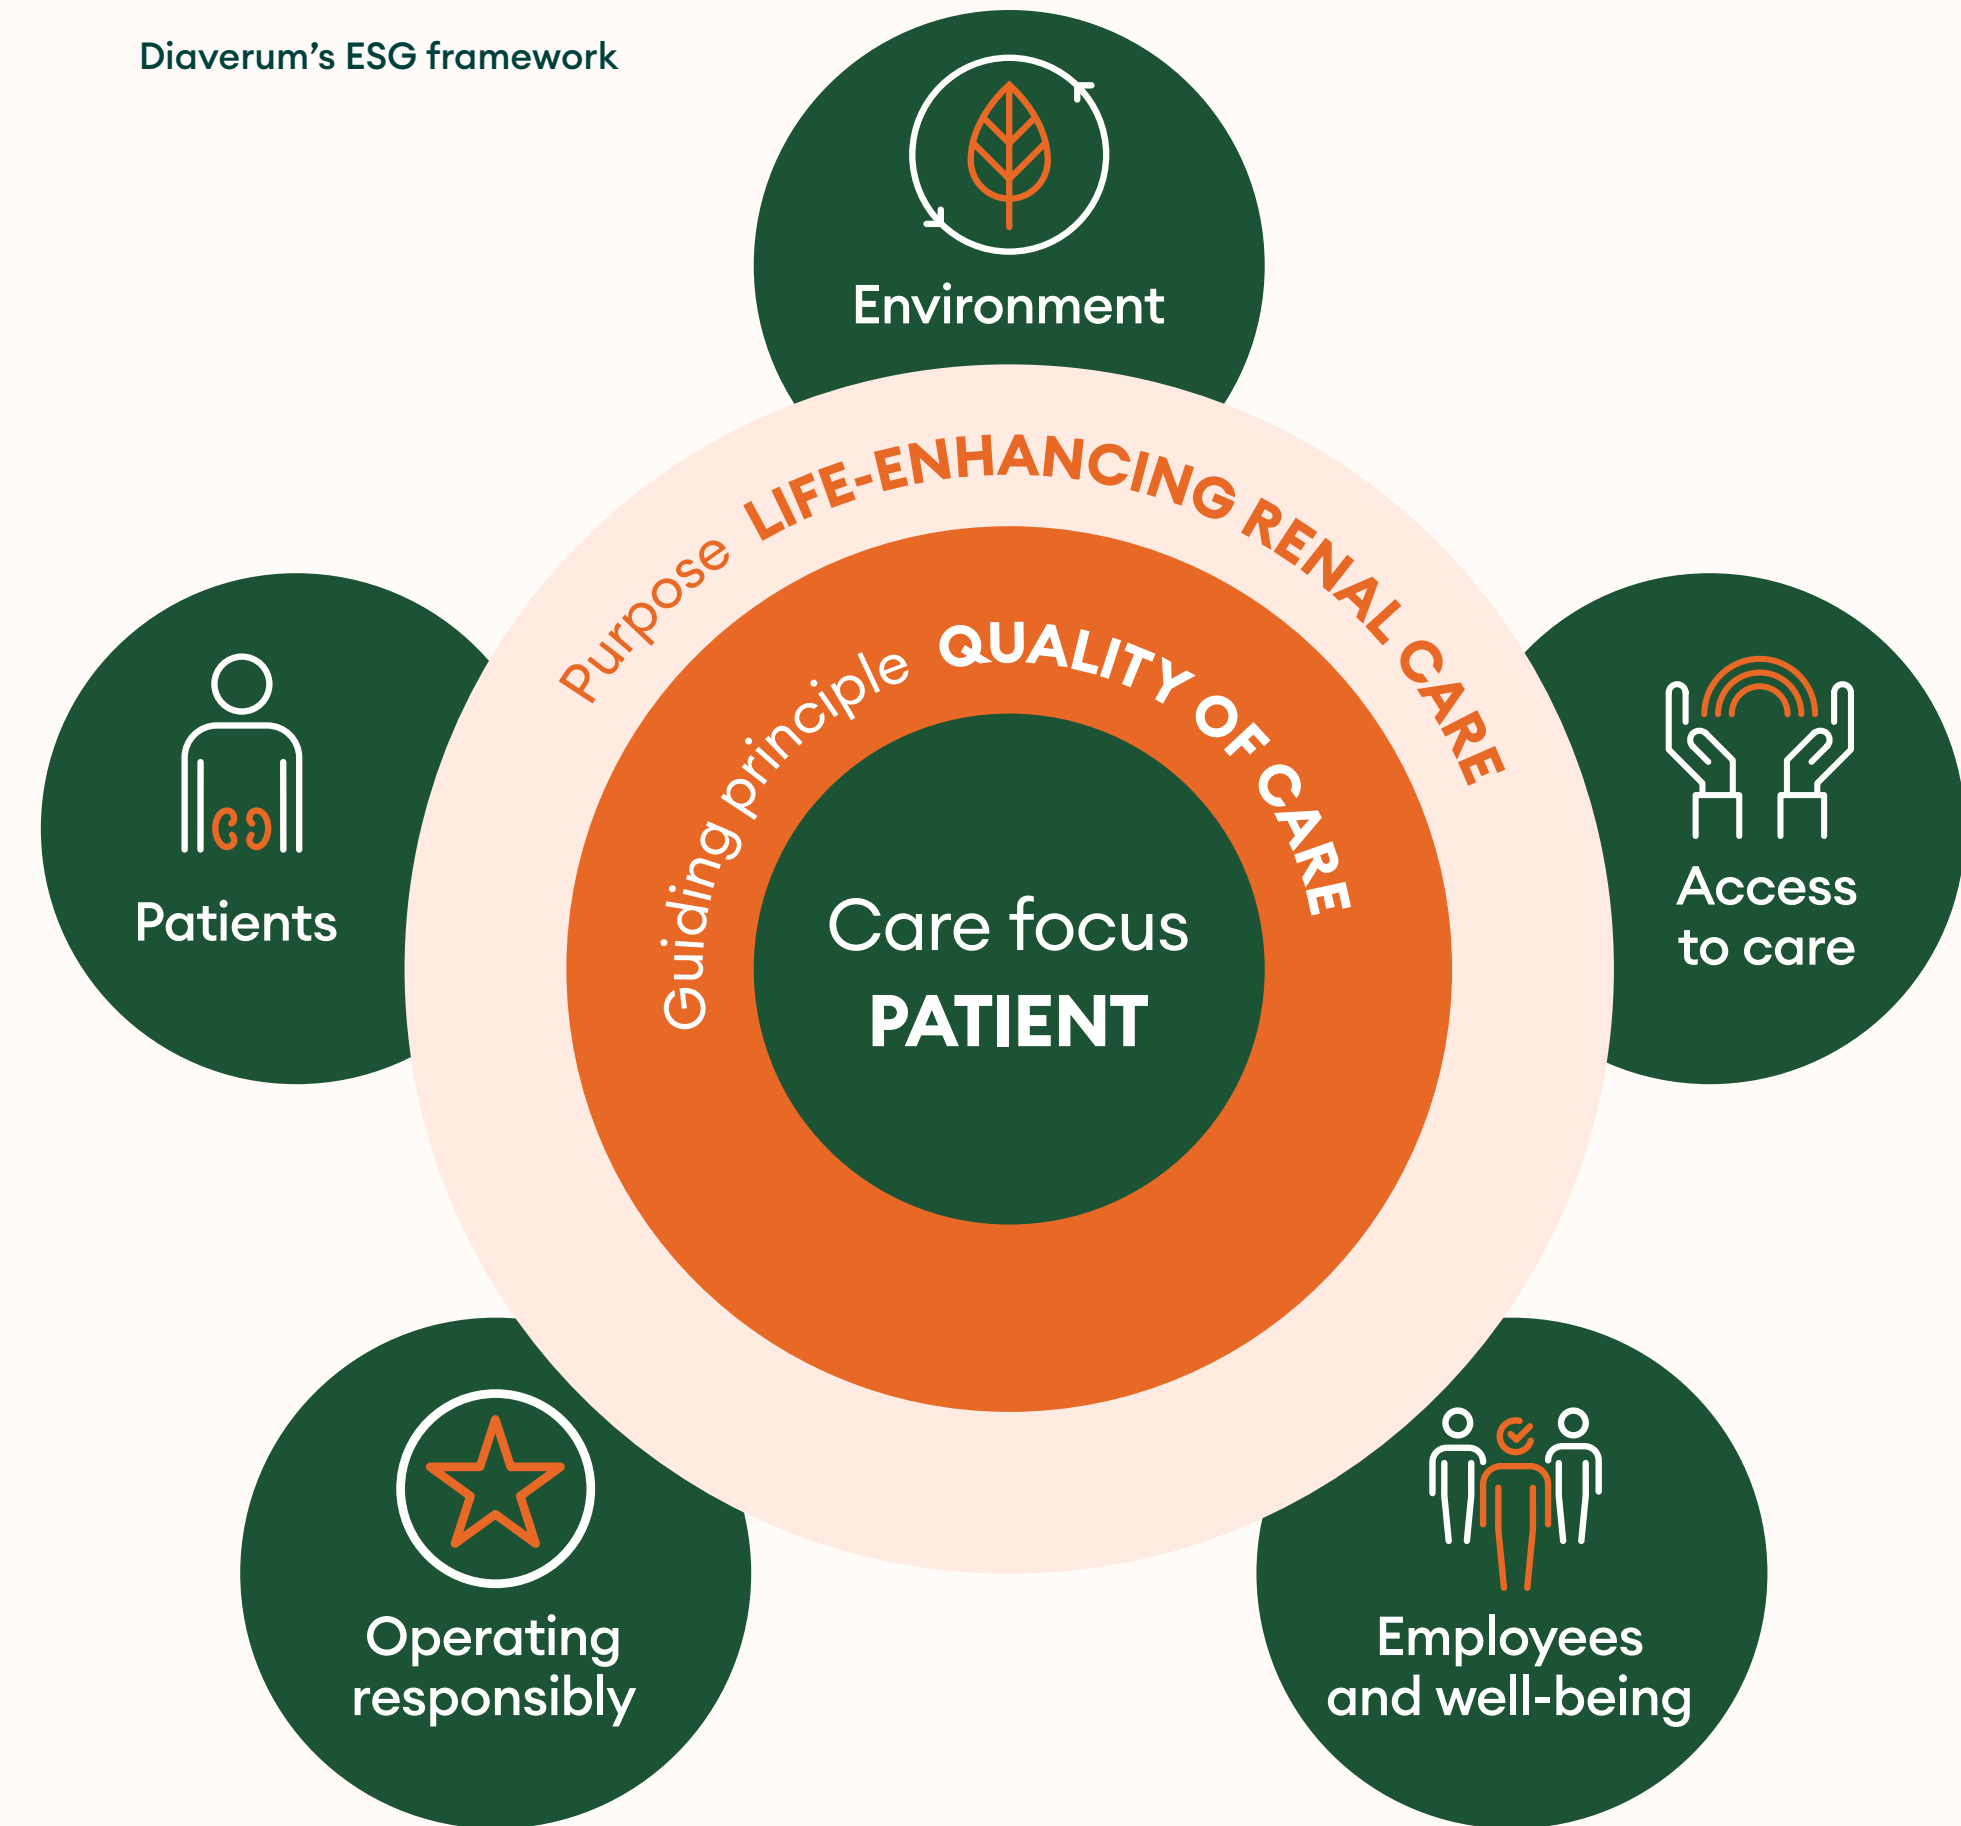 Diaverum’s ESG framework
Environment
Purpose LIFE-ENHANCING RENAL CARE
Guiding principle QUALITY OF CARE
Care focus
PATIENT
Patients
Access
to care
Operating
responsibly
Employees
and well-being